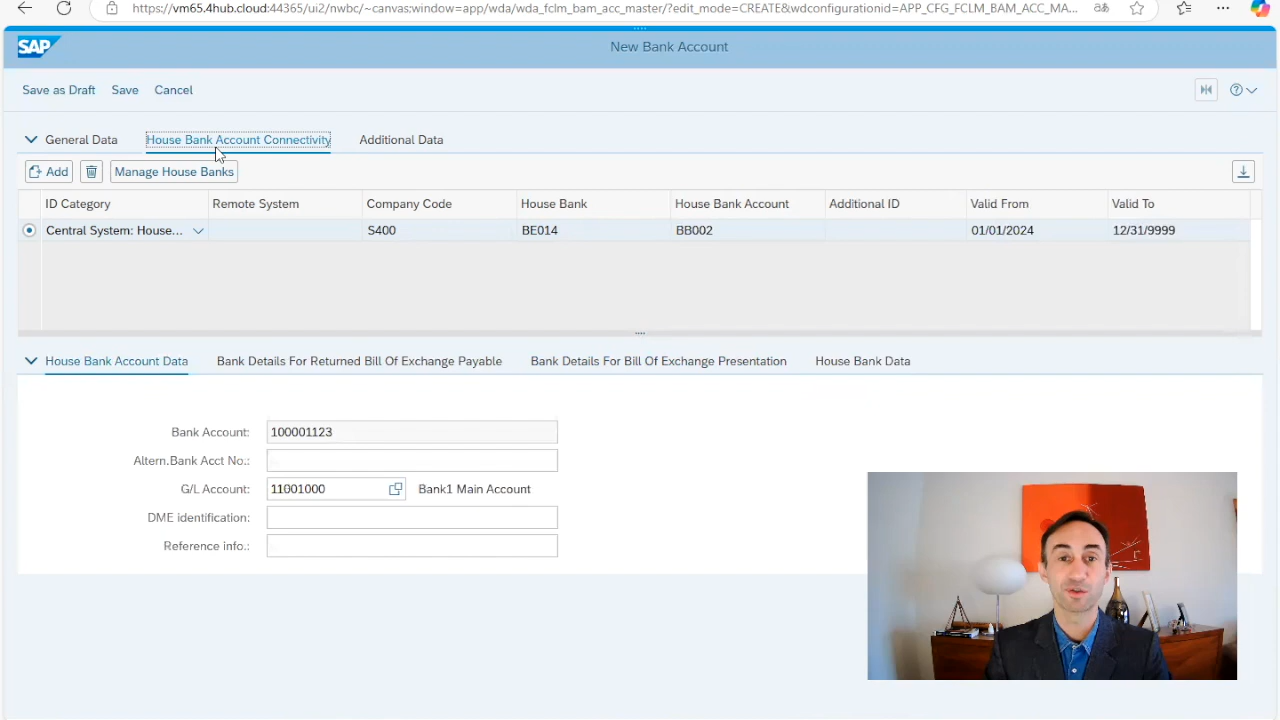 https://vm65.4hub.cloud:44365/ui2/nwbc/~canvas:window=app/wda/wda_fclm_bam_acc_master/?edit_mode=CREATE&wdconfigurationid=APP_CFG_FCLM_BAM_ACC_MA...
SAP New Bank Account
Save as Draft Save Cancel
General Data House Bank Account Connectivity Additional Data
Add Manage House Banks
ID Category Remote System Company Code House Bank House Bank Account Additional ID Valid From Valid To
Central System: House... S400 BE014 BB002 01/01/2024 12/31/9999
House Bank Account Data Bank Details For Returned Bill Of Exchange Payable Bank Details For Bill Of Exchange Presentation House Bank Data
Bank Account: 100001123
Altern.Bank Acct No.:
G/L Account: 11001000 Bank1 Main Account
DME identification:
Reference info.: